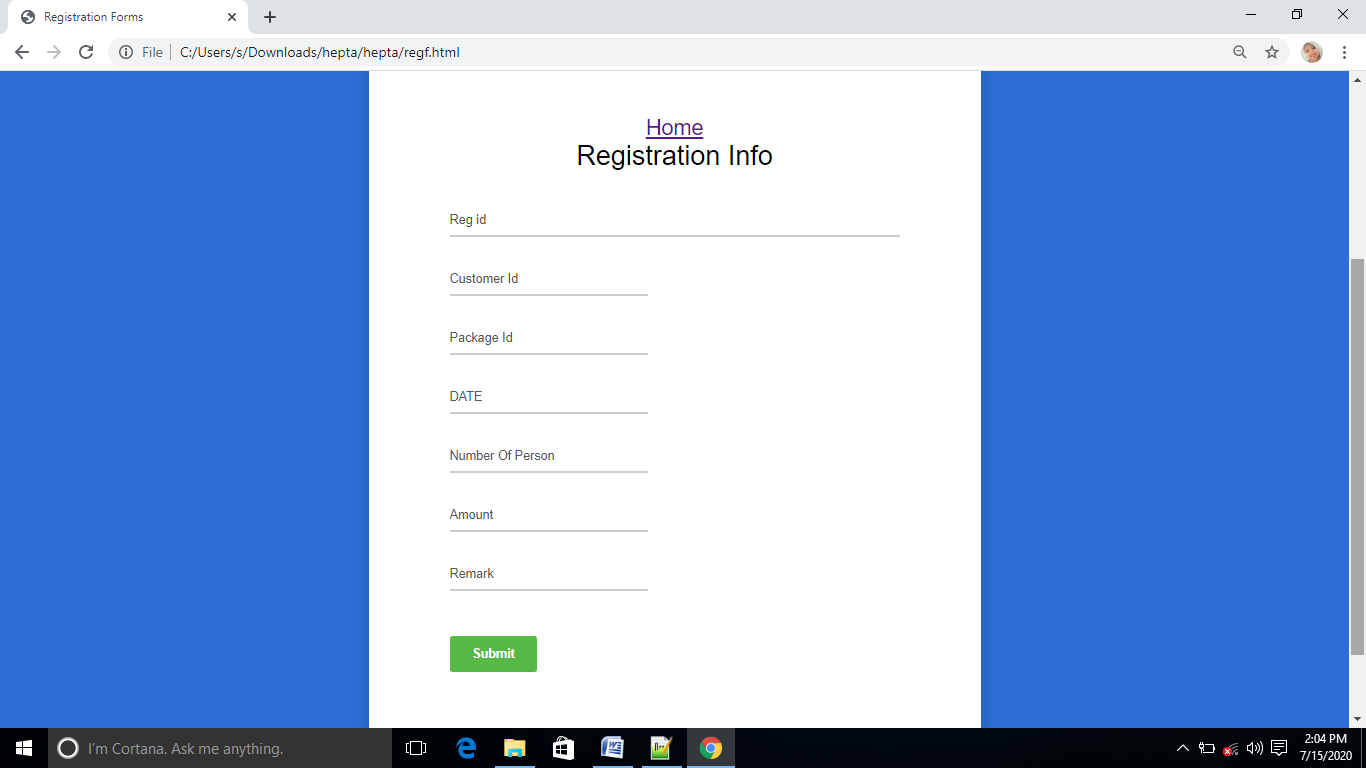 Registration Forms
File
C:/Users/s/Downloads/hepta/hepta/regf.html
Home
Registration Info
Reg id
Customer Id
Package Id
DATE
Number Of Person
Amount
Remark
Submit
I'm Cortana. Ask me anything.
2:04 PM
7/15/2020